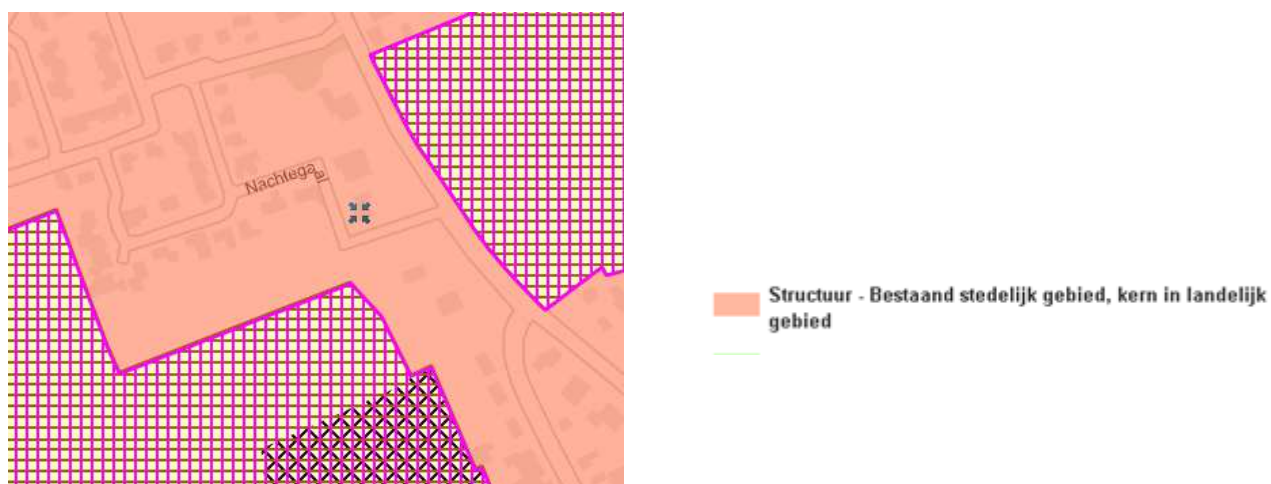 Nachtegaal
Structuur - Bestaand stedelijk gebied, kern in landelijk
gebied